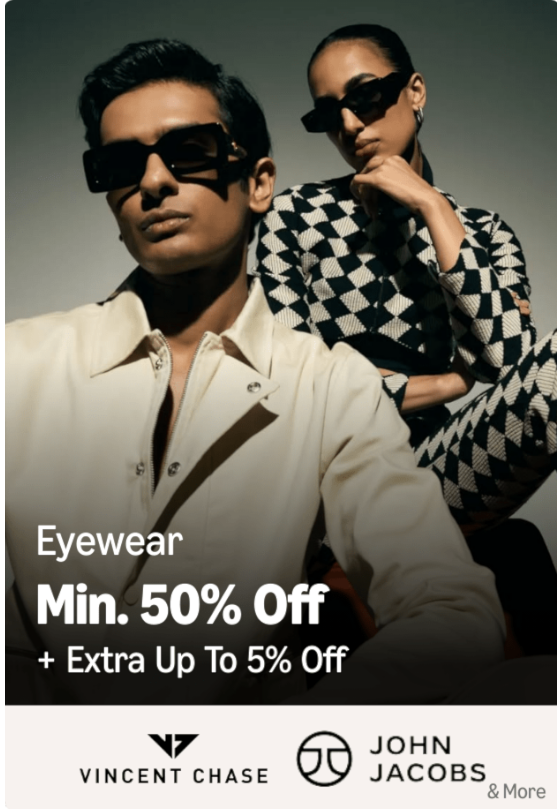 Eyewear
Min. 50% Off
+ Extra Up To 5% Off
VINCENT CHASE
JOHN
JACOBS
& More